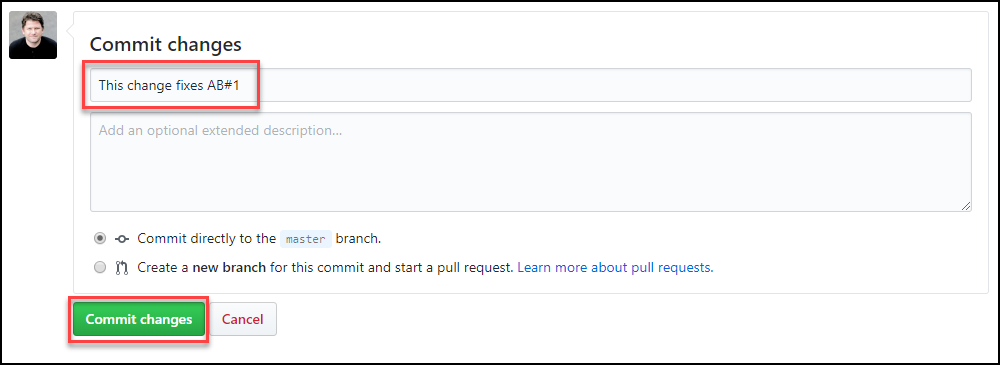 Commit changes
This change fixes AB#1
Add an optional extended description...
Commit directly to the master branch.
Create a new branch for this commit and start a pull request. Learn more about pull requests.
Commit changes Cancel